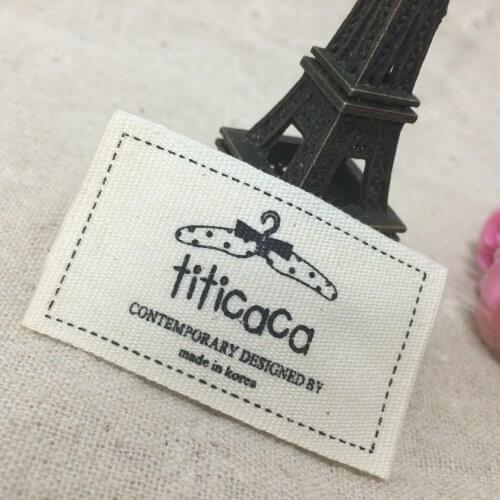 titicaca
CONTEMPORARY DESIGNED BY
made in korea